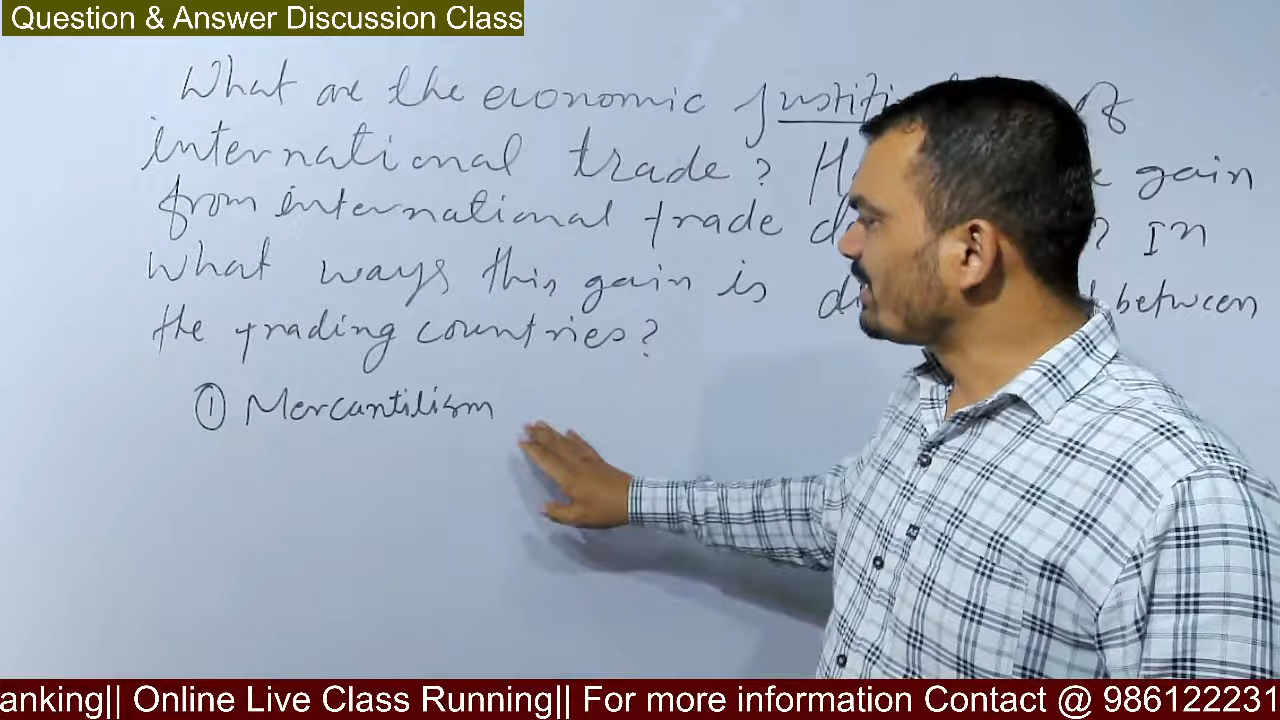 Question & Answer Discussion Class
What are the economic of
international trade? gain
from international trade In
What ways this gain is between
the trading countries?
① Mercantilism
anking|| Online Live Class Running|| For more information Contact @ 986122231